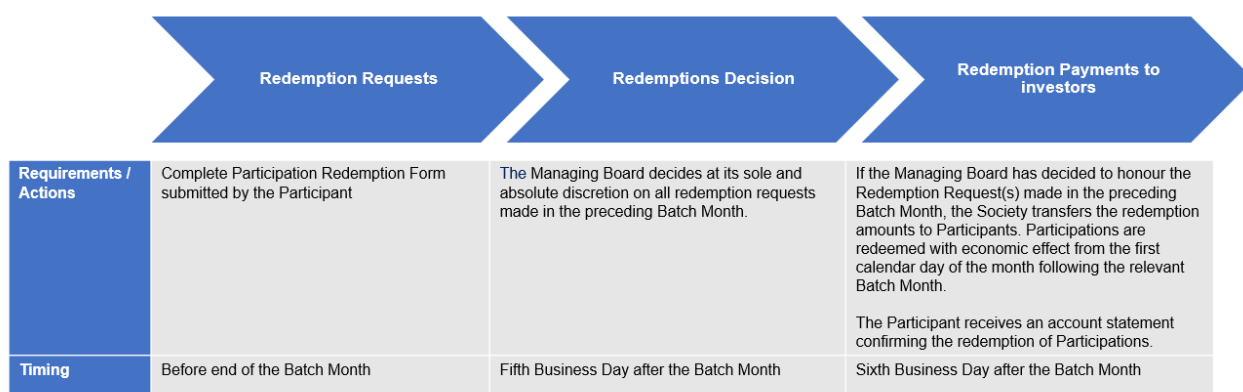 Redemption Requests
Redemptions Decision
Redemption Payments to
investors
Requirements /
Actions
Complete Participation Redemption Form
submitted by the Participant
The Managing Board decides at its sole and
absolute discretion on all redemption requests
made in the preceding Batch Month.
If the Managing Board has decided to honour the
Redemption Request(s) made in the preceding
Batch Month, the Society transfers the redemption
amounts to Participants. Participations are
redeemed with economic effect from the first
calendar day of the month following the relevant
Batch Month.
The Participant receives an account statement
confirming the redemption of Participations.
Timing
Before end of the Batch Month
Fifth Business Day after the Batch Month
Sixth Business Day after the Batch Month